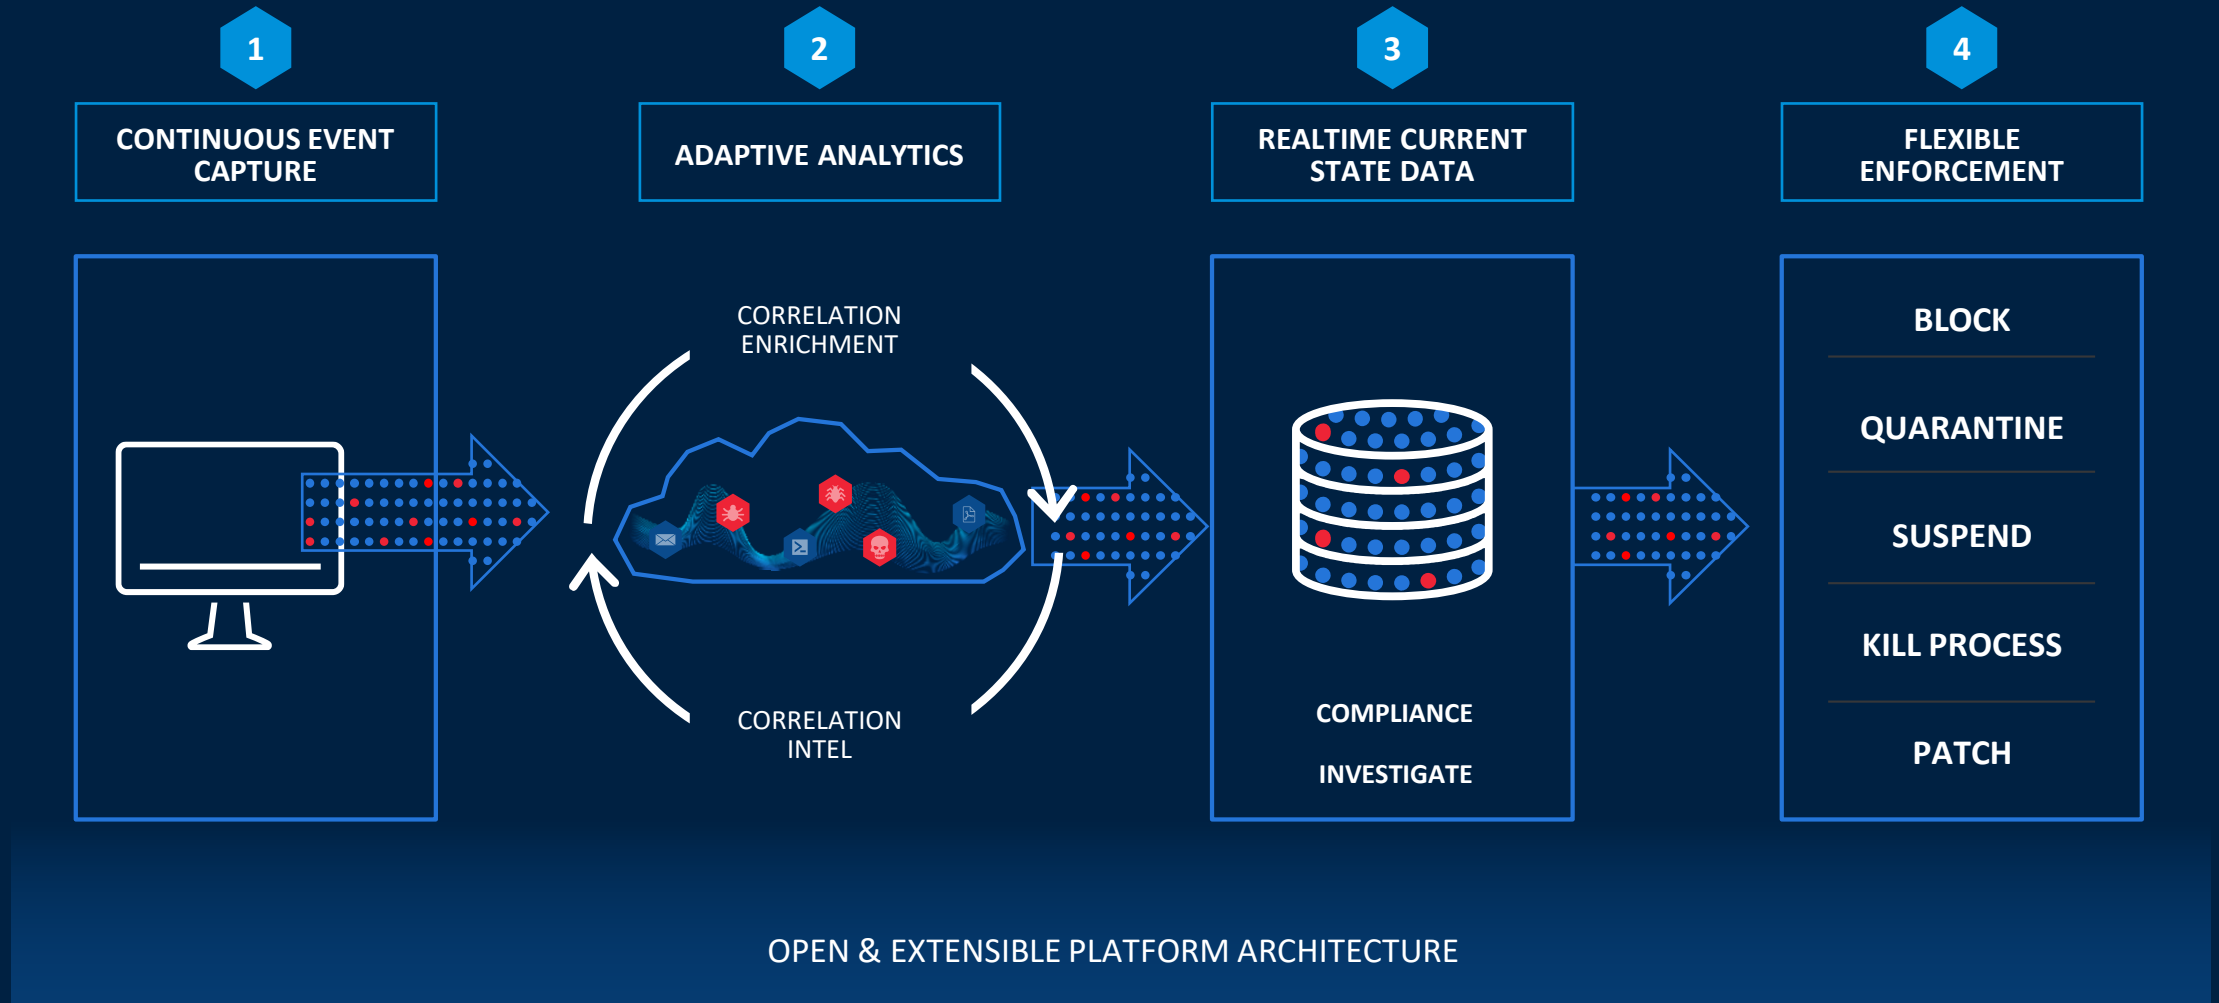 1
2
3
4
CONTINUOUS EVENT
CAPTURE
ADAPTIVE ANALYTICS
REALTIME CURRENT
STATE DATA
FLEXIBLE
ENFORCEMENT
CORRELATION
ENRICHMENT
CORRELATION
INTEL
COMPLIANCE
INVESTIGATE
BLOCK
QUARANTINE
SUSPEND
KILL PROCESS
PATCH
OPEN & EXTENSIBLE PLATFORM ARCHITECTURE